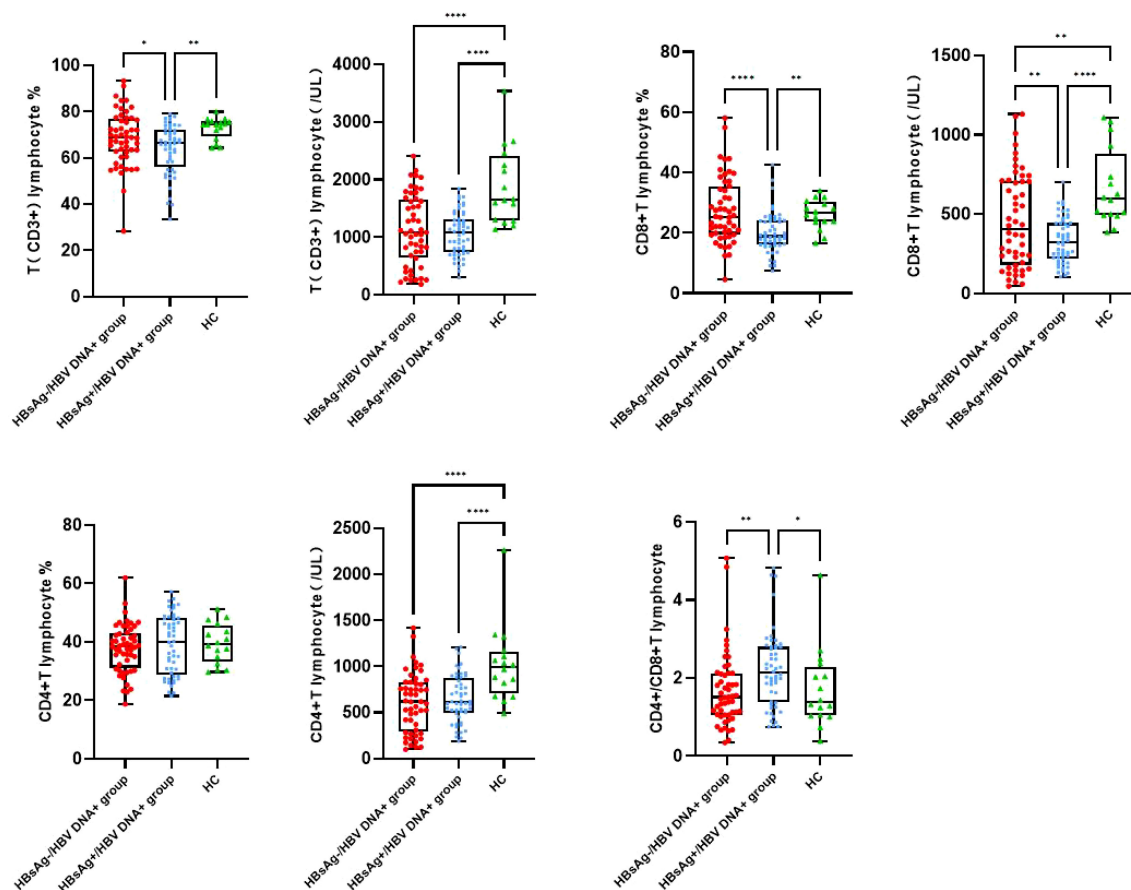 T( CD3+) lymphocyte %
100
80
60
40
20
0
*
**
HBsAg-/HBV DNA+ group
HBsAg+/HBV DNA+ group
HC
T( CD3+) lymphocyte( /UL)
4000
3000
2000
1000
0
****
****
HBsAg-/HBV DNA+ group
HBsAg+/HBV DNA+ group
HC
CD8+T lymphocyte %
80
60
40
20
0
****
**
HBsAg-/HBV DNA+ group
HBsAg+/HBV DNA+ group
HC
CD8+T lymphocyte( /UL)
1500
1000
500
0
**
**
****
HBsAg-/HBV DNA+ group
HBsAg+/HBV DNA+ group
HC
CD4+T lymphocyte %
80
60
40
20
0
HBsAg-/HBV DNA+ group
HBsAg+/HBV DNA+ group
HC
CD4+T lymphocyte( /UL)
2500
2000
1500
1000
500
0
****
****
HBsAg-/HBV DNA+ group
HBsAg+/HBV DNA+ group
HC
CD4+/CD8+T lymphocyte
6
4
2
0
**
*
HBsAg-/HBV DNA+ group
HBsAg+/HBV DNA+ group
HC